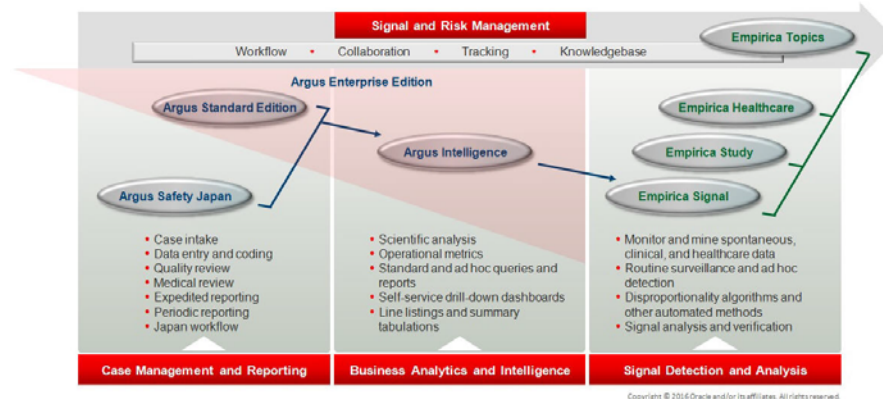 Signal and Risk Management
Workflow • Collaboration • Tracking • Knowledgebase
Empirica Topics
Argus Enterprise Edition
Argus Standard Edition
Argus Safety Japan
Argus Intelligence
Empirica Healthcare
Empirica Study
Empirica Signal
• Case intake
• Data entry and coding
• Quality review
• Medical review
• Expedited reporting
• Periodic reporting
• Japan workflow
• Scientific analysis
• Operational metrics
• Standard and ad hoc queries and
reports
• Self-service drill-down dashboards
• Line listings and summary
tabulations
• Monitor and mine spontaneous,
clinical, and healthcare data
• Routine surveillance and ad hoc
detection
• Disproportionality algorithms and
other automated methods
• Signal analysis and verification
Case Management and Reporting
Business Analytics and Intelligence
Signal Detection and Analysis
Copyright © 2016 Oracle and/or its affiliates. All rights reserved.